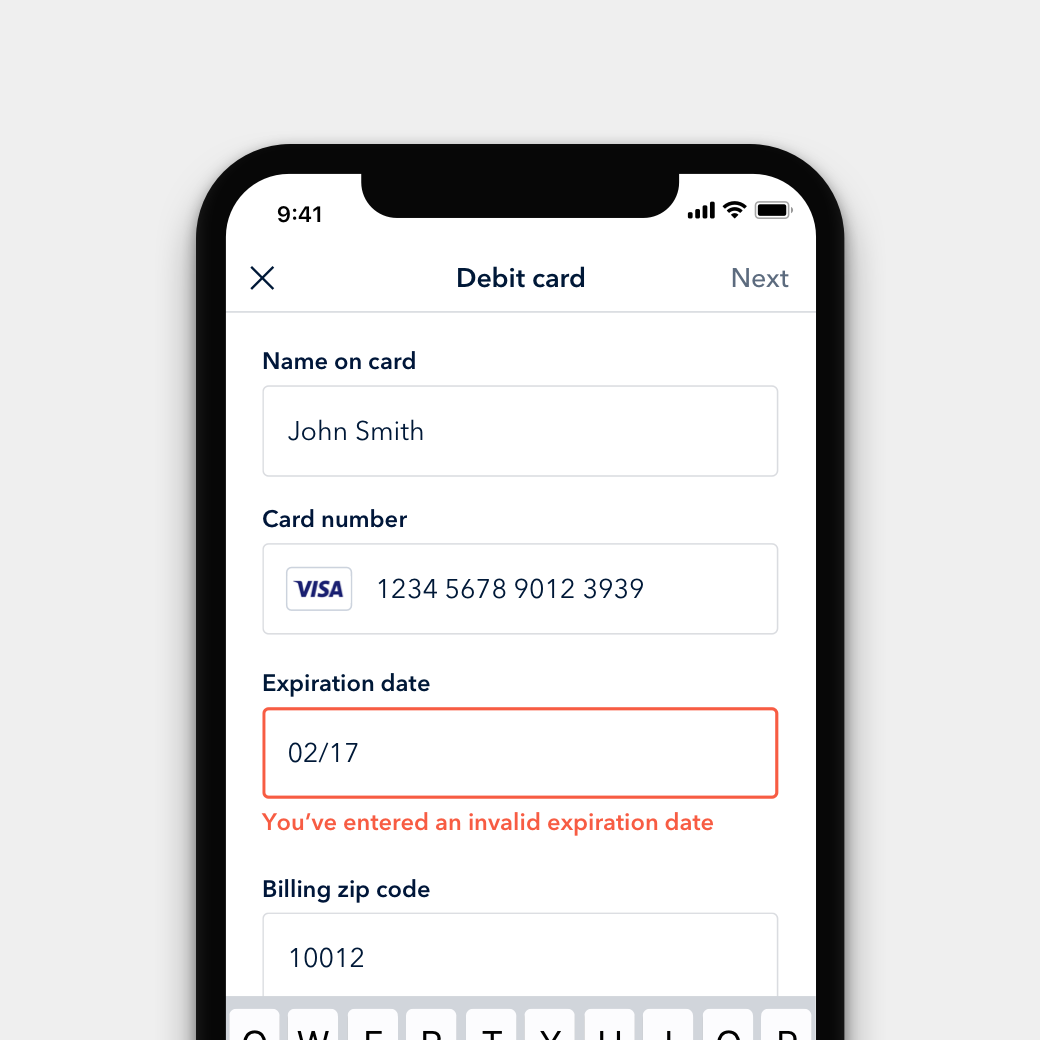 9:41
Debit card
Next
Name on card
John Smith
Card number
VISA 1234 5678 9012 3939
Expiration date
02/17
You’ve entered an invalid expiration date
Billing zip code
10012